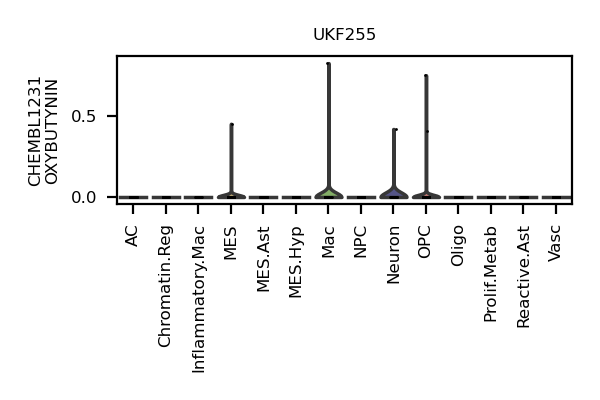 UKF255
CHEMBL1231
OXYBUTYNIN
0.5
0.0
AC
Chromatin.Reg
Inflammatory.Mac
MES
MES.Ast
MES.Hyp
Mac
NPC
Neuron
OPC
Oligo
Prolif.Metab
Reactive.Ast
Vasc